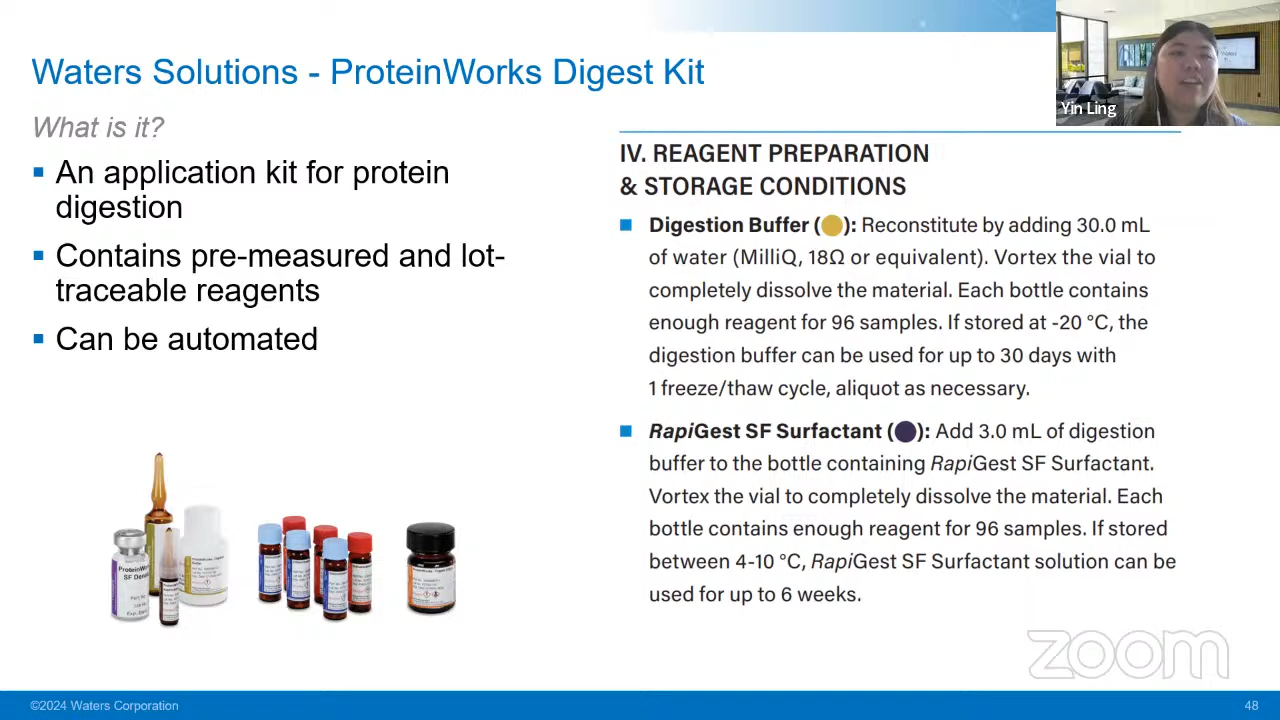 Waters Solutions - ProteinWorks Digest Kit
Yin Ling
What is it?
An application kit for protein
digestion
Contains pre-measured and lot-
traceable reagents
Can be automated
IV. REAGENT PREPARATION
& STORAGE CONDITIONS
Digestion Buffer ( ): Reconstitute by adding 30.0 mL
of water (MilliQ, 18Ω or equivalent). Vortex the vial to
completely dissolve the material. Each bottle contains
enough reagent for 96 samples. If stored at -20 °C, the
digestion buffer can be used for up to 30 days with
1 freeze/thaw cycle, aliquot as necessary.
RapiGest SF Surfactant ( ): Add 3.0 mL of digestion
buffer to the bottle containing RapiGest SF Surfactant.
Vortex the vial to completely dissolve the material. Each
bottle contains enough reagent for 96 samples. If stored
between 4-10 °C, RapiGest SF Surfactant solution can be
used for up to 6 weeks.
zoom
©2024 Waters Corporation
48